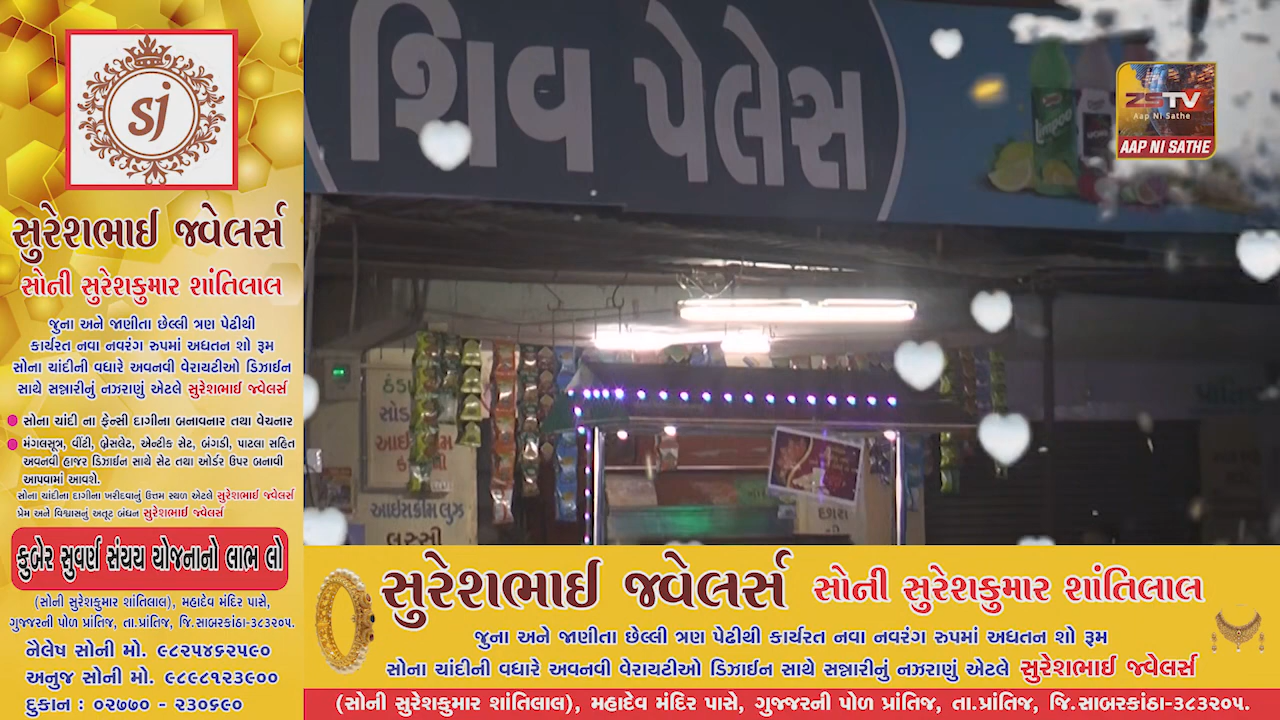 sj
સુરેશભાઈ જ્વેલર્સ
સોની સુરેશકુમાર શાંતિલાલ
જુના અને જાણીતા છેલ્લી ત્રણ પેઢીથી
કાર્યરત નવા નવરંગ રુપમાં અધતન શો રૂમ
સોના ચાંદીની વધારે અવનવી વેરાયટીઓ ડિઝાઈન
સાથે સન્નારીનું નઝરાણું એટલે સુરેશભાઈ જ્વેલર્સ
સોના ચાંદી ના ફેન્સી દાગીના બનાવનાર તથા વેચનાર
મંગલસૂત્ર, વીંટી, બ્રેસલેટ, એન્ટીક સેટ, બંગડી, પાટલા સહિત
અવનવી હાજર ડિઝાઈન સાથે સેટ તથા ઓર્ડર ઉપર બનાવી
આપવામાં આવશે.
સોના ચાંદીના દાગીના ખરીદવાનું ઉત્તમ સ્થળ એટલે સુરેશભાઈ જ્વેલર્સ
પ્રેમ અને વિશ્વાસનું અતૂટ બંધન સુરેશભાઈ જ્વેલર્સ
કુબેર સુવર્ણ સંચય યોજનાનો લાભ લો
(સોની સુરેશકુમાર શાંતિલાલ), મહાદેવ મંદિર પાસે,
ગુજ્જરની પોળ પ્રાંતિજ, તા.પ્રાંતિજ, જિ.સાબરકાંઠા-૩૮૩૨૦૫.
નૈલેષ સોની મો. ૯૮૨૫૪૬૨૫૯૦
અનુજ સોની મો. ૯૮૯૮૧૨૩૯૦૦
દુકાન : ૦૨૭૭૦ - ૨૩૦૬૯૦
શિવ પેલેસ
Limboo
ZSTV
Aap Ni Sathe
AAP NI SATHE
ઠંડા
સોડા
આઈસ્ક્રીમ
આઇસક્રીમ લુઝ
લસ્સી
સુરેશભાઈ જ્વેલર્સ સોની સુરેશકુમાર શાંતિલાલ
જુના અને જાણીતા છેલ્લી ત્રણ પેઢીથી કાર્યરત નવા નવરંગ રુપમાં અધતન શો રૂમ
સોના ચાંદીની વધારે અવનવી વેરાયટીઓ ડિઝાઈન સાથે સન્નારીનું નઝરાણું એટલે સુરેશભાઈ જ્વેલર્સ
(સોની સુરેશકુમાર શાંતિલાલ), મહાદેવ મંદિર પાસે, ગુજ્જરની પોળ પ્રાંતિજ, તા.પ્રાંતિજ, જિ.સાબરકાંઠા-૩૮૩૨૦૫.